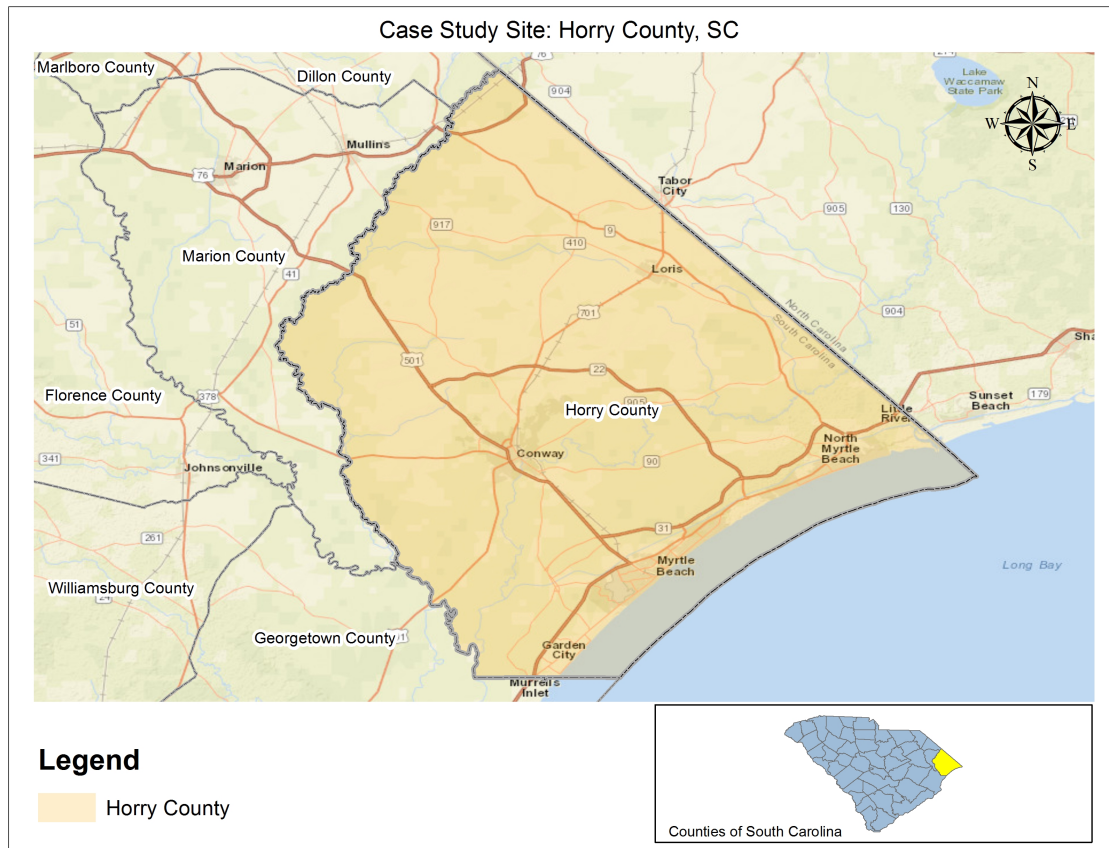 Case Study Site: Horry County, SC
76
Marlboro County
Dillon County
904
Lake
Waccamaw
State Park
N
W
E
S
Mullins
Marion
76
Tabor
City
905
130
917
9
410
Marion County
41
Loris
701
North Carolina
South Carolina
904
51
501
22
Sha
Florence County
378
905
Horry County
Little
River
Sunset
Beach
179
North
Myrtle
Beach
341
Johnsonville
Conway
90
261
31
Myrtle
Beach
Long Bay
Williamsburg County
24
Georgetown County
Garden
City
Murrells
Inlet
Legend
Horry County
Counties of South Carolina